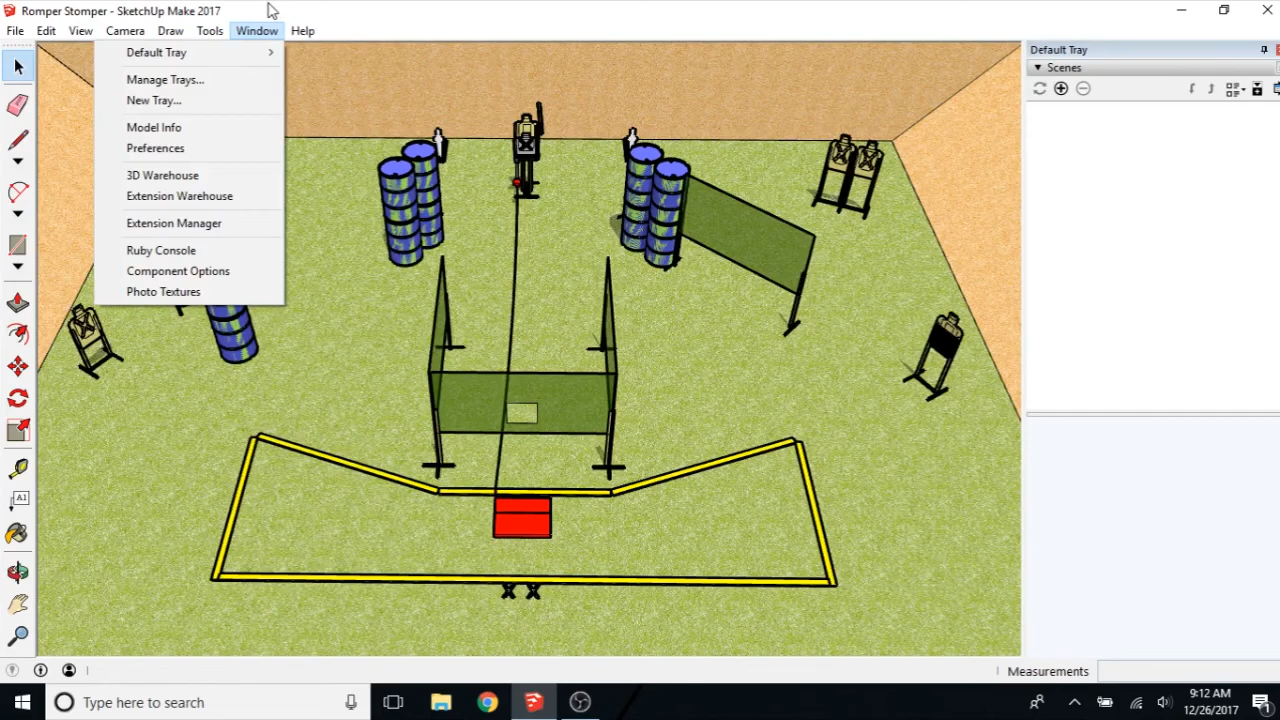 Romper Stomper - SketchUp Make 2017
File Edit View Camera Draw Tools Window Help
Default Tray
Manage Trays...
New Tray...
Model Info
Preferences
3D Warehouse
Extension Warehouse
Extension Manager
Ruby Console
Component Options
Photo Textures
Default Tray
Scenes
A1
Measurements
Type here to search
9:12 AM
12/26/2017
1